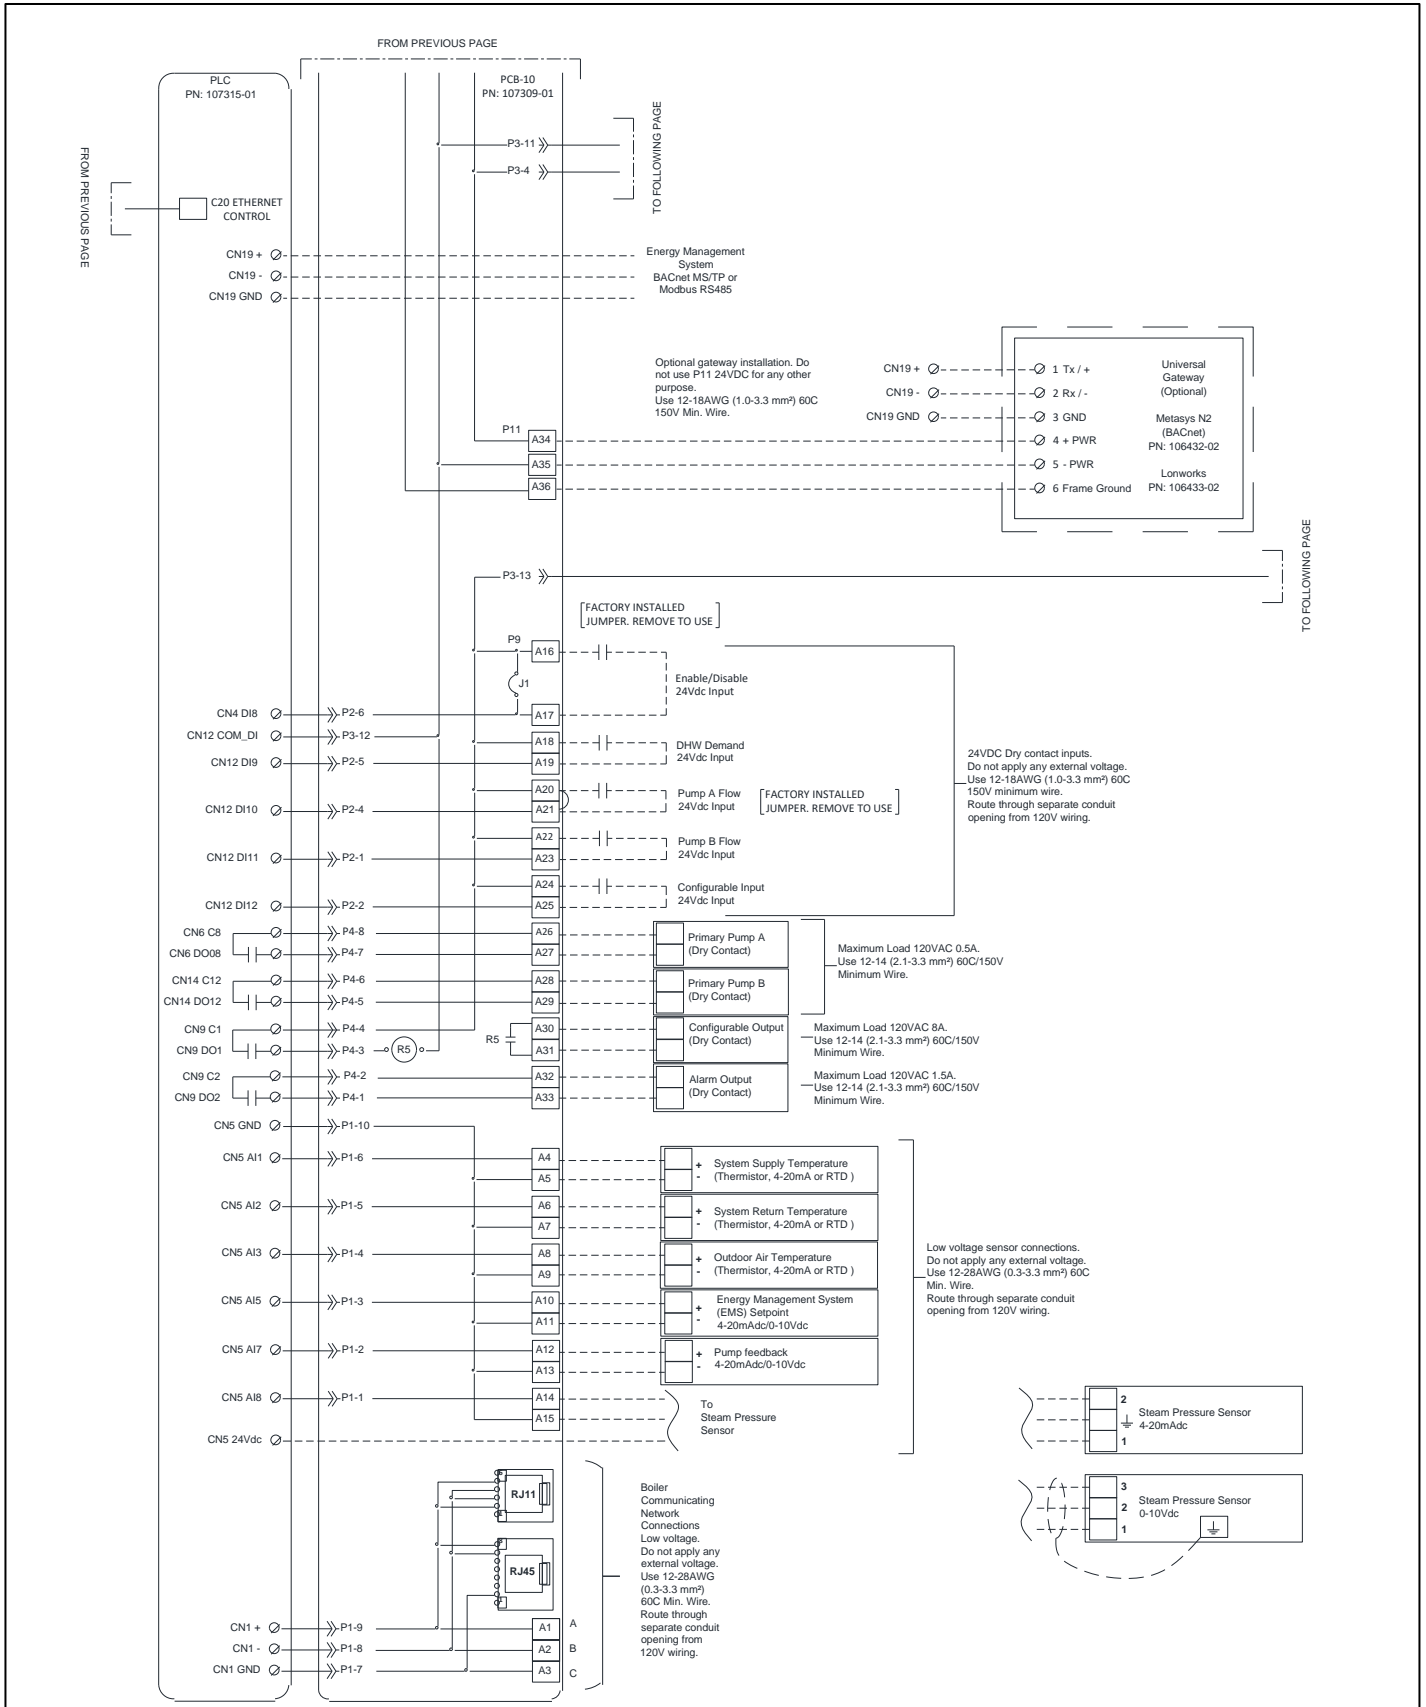 FROM PREVIOUS PAGE
PLC
PN: 107315-01
PCB-10
PN: 107309-01
P3-11
P3-4
TO FOLLOWING PAGE
FROM PREVIOUS PAGE
C20 ETHERNET
CONTROL
CN19 +
CN19 -
CN19 GND
Energy Management
System
BACnet MS/TP or
Modbus RS485
Optional gateway installation. Do
not use P11 24VDC for any other
purpose.
Use 12-18AWG (1.0-3.3 mm²) 60C
150V Min. Wire.
CN19 +
CN19 -
CN19 GND
1 Tx / +
2 Rx / -
3 GND
4 + PWR
5 - PWR
6 Frame Ground
Universal
Gateway
(Optional)
Metasys N2
(BACnet)
PN: 106432-02
Lonworks
PN: 106433-02
P11
A34
A35
A36
P3-13
TO FOLLOWING PAGE
FACTORY INSTALLED
JUMPER. REMOVE TO USE
P9
A16
J1
Enable/Disable
24Vdc Input
CN4 DI8
P2-6
A17
CN12 COM_DI
P3-12
A18
DHW Demand
24Vdc Input
CN12 DI9
P2-5
A19
A20
Pump A Flow
24Vdc Input
FACTORY INSTALLED
JUMPER. REMOVE TO USE
CN12 DI10
P2-4
A21
A22
Pump B Flow
24Vdc Input
CN12 DI11
P2-1
A23
A24
Configurable Input
24Vdc Input
CN12 DI12
P2-2
A25
24VDC Dry contact inputs.
Do not apply any external voltage.
Use 12-18AWG (1.0-3.3 mm²) 60C
150V minimum wire.
Route through separate conduit
opening from 120V wiring.
CN6 C8
P4-8
A26
CN6 DO08
P4-7
A27
Primary Pump A
(Dry Contact)
CN14 C12
P4-6
A28
CN14 DO12
P4-5
A29
Primary Pump B
(Dry Contact)
Maximum Load 120VAC 0.5A.
Use 12-14 (2.1-3.3 mm²) 60C/150V
Minimum Wire.
CN9 C1
P4-4
A30
CN9 DO1
P4-3
R5
R5
A31
Configurable Output
(Dry Contact)
Maximum Load 120VAC 8A.
Use 12-14 (2.1-3.3 mm²) 60C/150V
Minimum Wire.
CN9 C2
P4-2
A32
CN9 DO2
P4-1
A33
Alarm Output
(Dry Contact)
Maximum Load 120VAC 1.5A.
Use 12-14 (2.1-3.3 mm²) 60C/150V
Minimum Wire.
CN5 GND
P1-10
CN5 AI1
P1-6
A4
A5
+
-
System Supply Temperature
(Thermistor, 4-20mA or RTD )
CN5 AI2
P1-5
A6
A7
+
-
System Return Temperature
(Thermistor, 4-20mA or RTD )
CN5 AI3
P1-4
A8
A9
+
-
Outdoor Air Temperature
(Thermistor, 4-20mA or RTD )
CN5 AI5
P1-3
A10
A11
+
-
Energy Management System
(EMS) Setpoint
4-20mAdc/0-10Vdc
CN5 AI7
P1-2
A12
A13
+
-
Pump feedback
4-20mAdc/0-10Vdc
CN5 AI8
P1-1
A14
A15
To
Steam Pressure
Sensor
CN5 24Vdc
Low voltage sensor connections.
Do not apply any external voltage.
Use 12-28AWG (0.3-3.3 mm²) 60C
Min. Wire.
Route through separate conduit
opening from 120V wiring.
2
1
Steam Pressure Sensor
4-20mAdc
3
2
1
Steam Pressure Sensor
0-10Vdc
RJ11
RJ45
Boiler
Communicating
Network
Connections
Low voltage.
Do not apply any
external voltage.
Use 12-28AWG
(0.3-3.3 mm²)
60C Min. Wire.
Route through
separate conduit
opening from
120V wiring.
CN1 +
P1-9
A1
A
CN1 -
P1-8
A2
B
CN1 GND
P1-7
A3
C